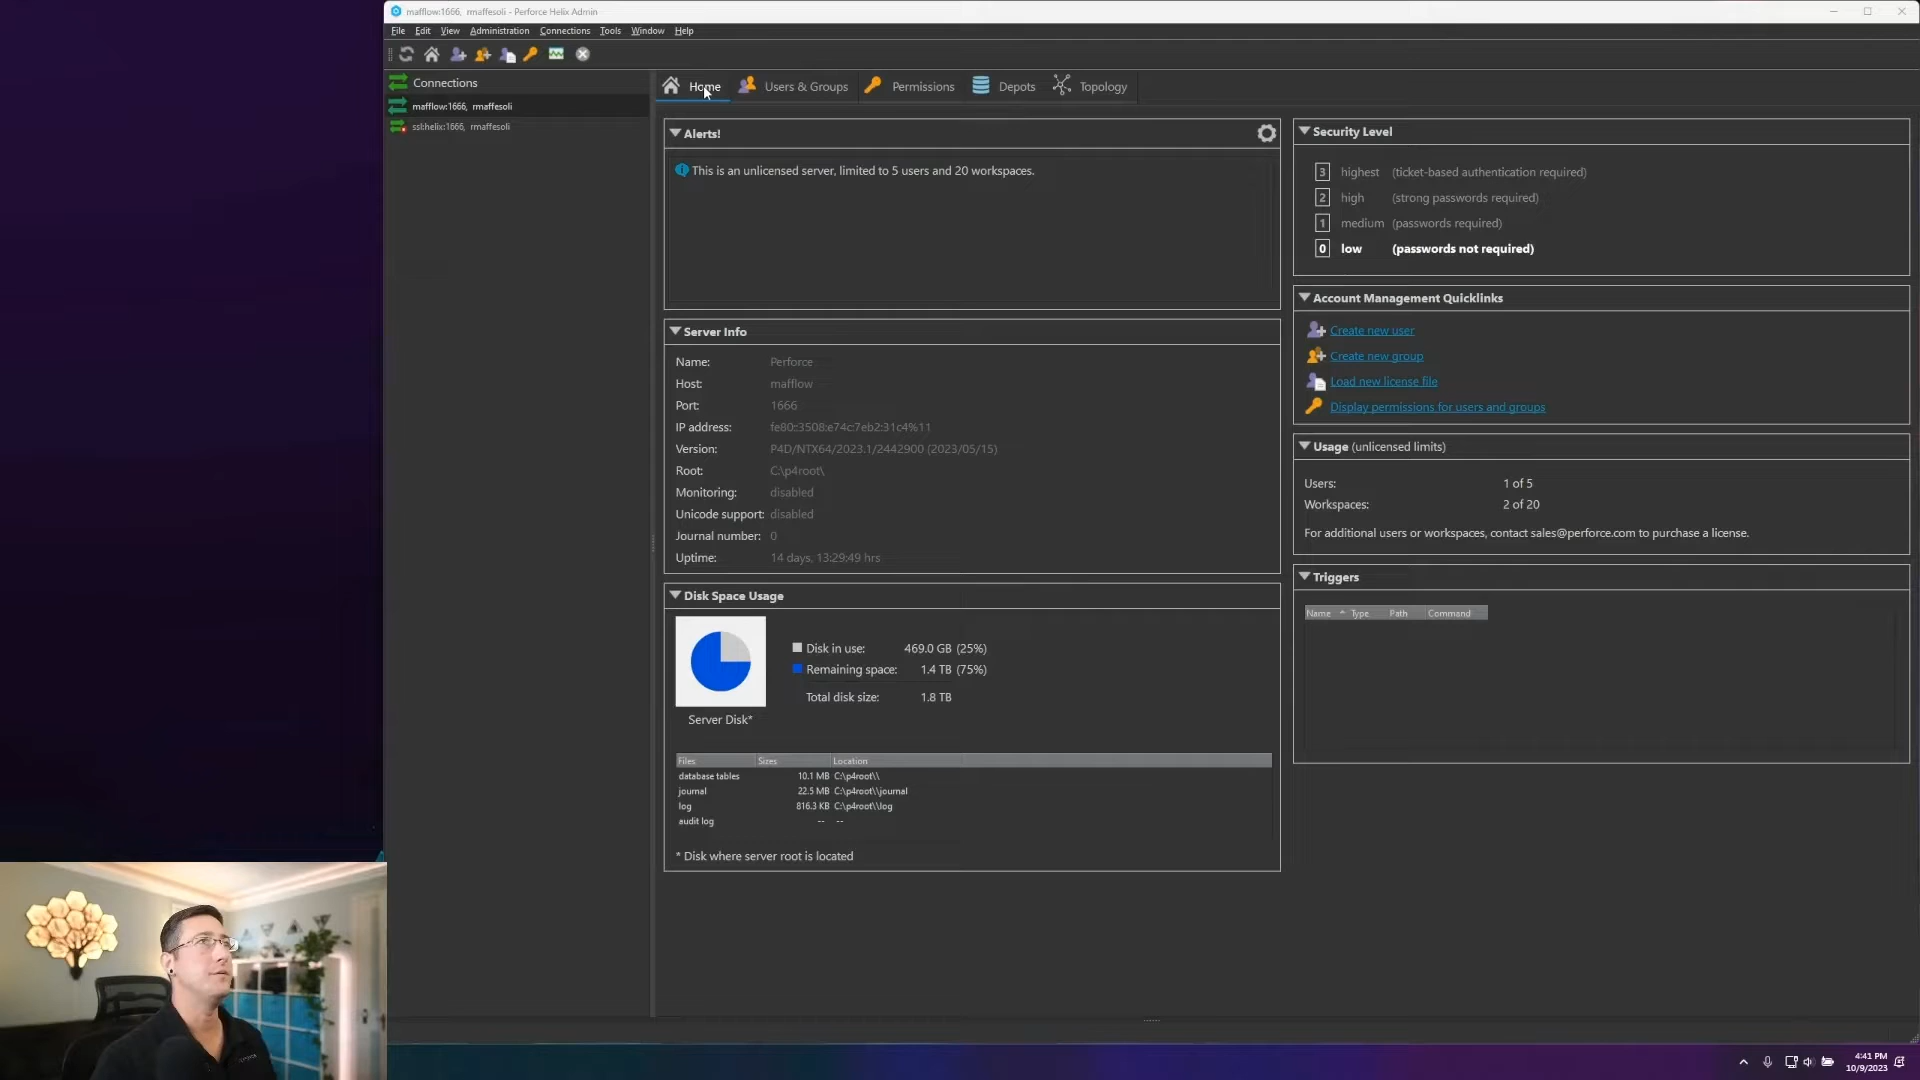 mafflow:1666, rmaffesoli - Perforce Helix Admin
File Edit View Administration Connections Tools Window Help
Connections
mafflow:1666, rmaffesoli
ssl:helix:1666, rmaffesoli
Home Users & Groups Permissions Depots Topology
Alerts!
This is an unlicensed server, limited to 5 users and 20 workspaces.
Server Info
Name: Perforce
Host: mafflow
Port: 1666
IP address: fe80::3508:e74c:7eb2:31c4%11
Version: P4D/NTX64/2023.1/2442900 (2023/05/15)
Root: C:\p4root\
Monitoring: disabled
Unicode support: disabled
Journal number: 0
Uptime: 14 days, 13:29:49 hrs
Disk Space Usage
Disk in use: 469.0 GB (25%)
Remaining space: 1.4 TB (75%)
Total disk size: 1.8 TB
Server Disk*
Files Sizes Location
database tables 10.1 MB C:\p4root\\
journal 22.5 MB C:\p4root\\journal
log 816.3 KB C:\p4root\\log
audit log -- --
* Disk where server root is located
Security Level
3 highest (ticket-based authentication required)
2 high (strong passwords required)
1 medium (passwords required)
0 low (passwords not required)
Account Management Quicklinks
Create new user
Create new group
Load new license file
Display permissions for users and groups
Usage (unlicensed limits)
Users: 1 of 5
Workspaces: 2 of 20
For additional users or workspaces, contact sales@perforce.com to purchase a license.
Triggers
Name Type Path Command
4:41 PM
10/9/2023